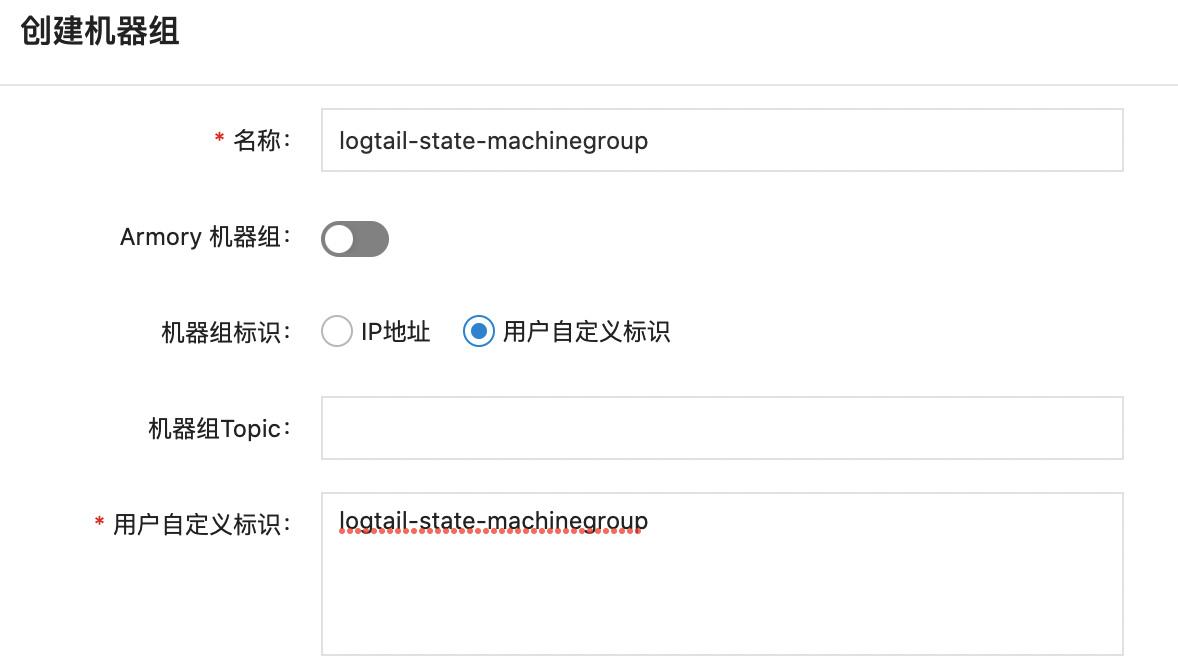 创建机器组
* 名称： logtail-state-machinegroup
Armory 机器组：
机器组标识： IP地址 用户自定义标识
机器组Topic：
* 用户自定义标识： logtail-state-machinegroup